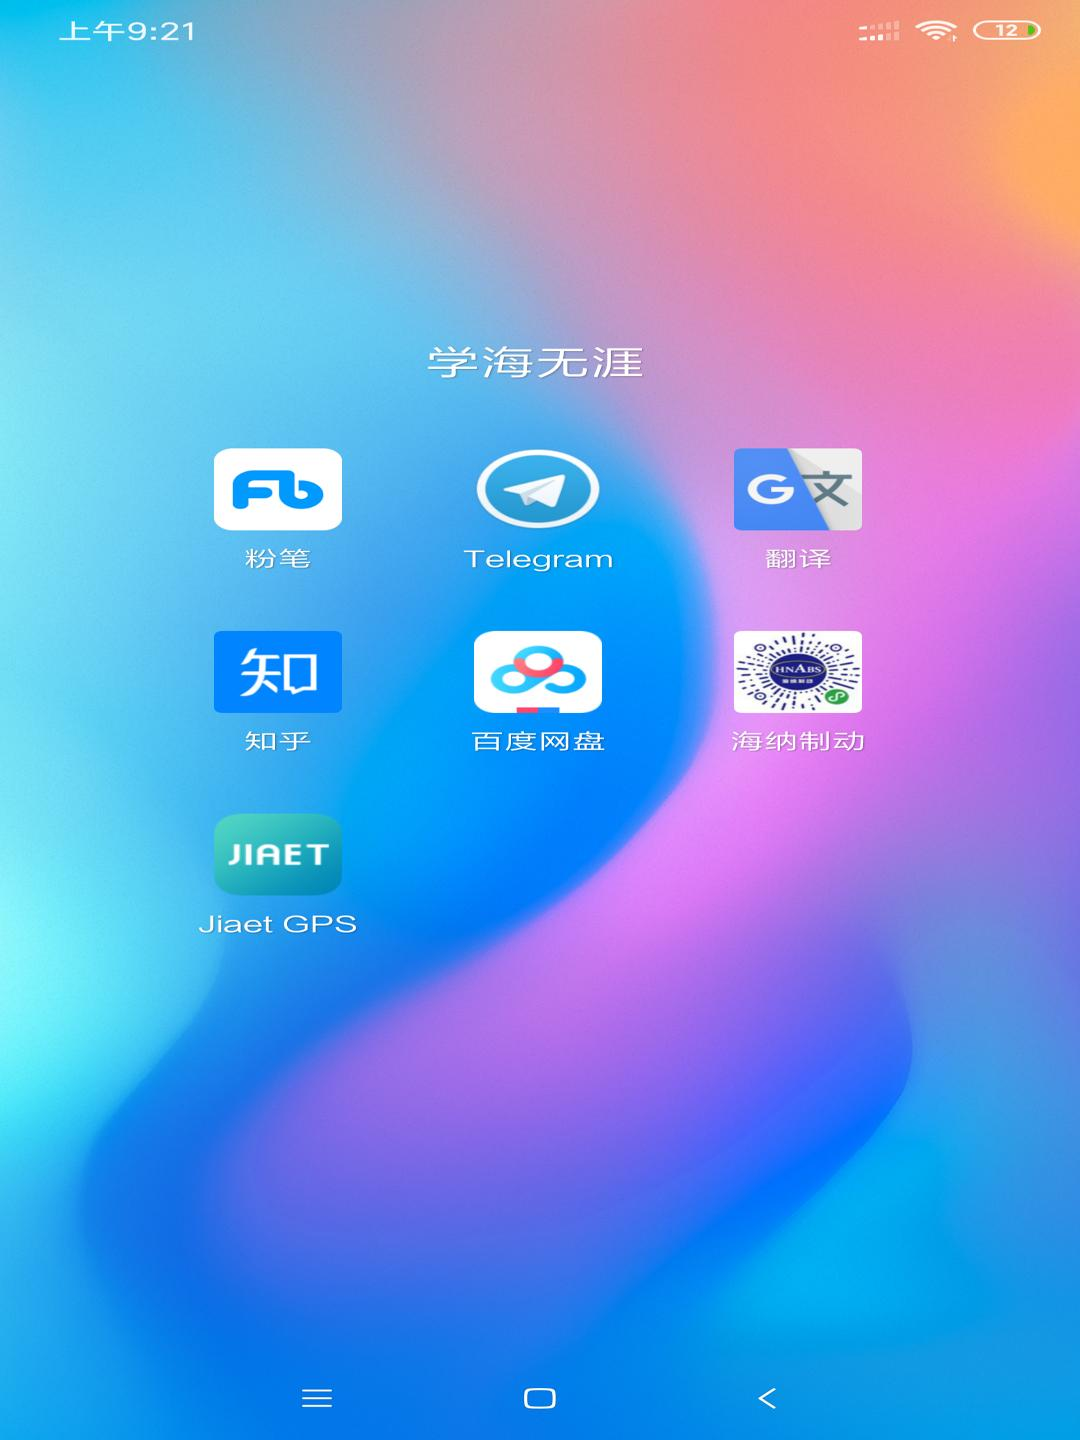 上午9:21
12
学海无涯
Fb
G文
粉笔
Telegram
翻译
知
HNABS
知乎
百度网盘
海纳制动
JIAET
Jiaet GPS